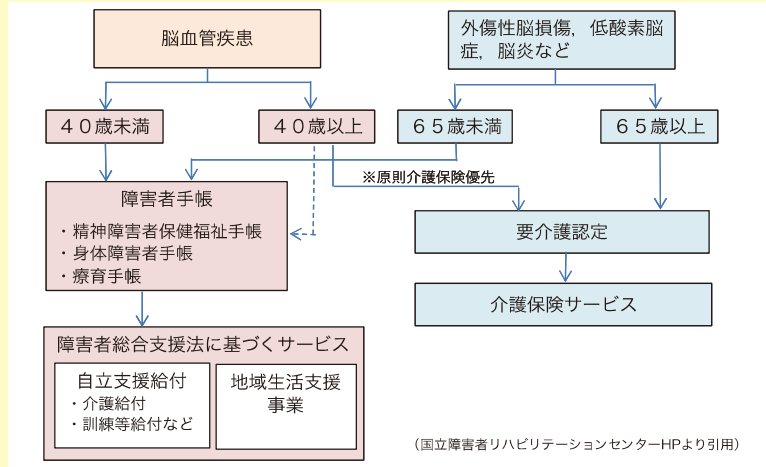 脳血管疾患
外傷性脳損傷，低酸素脳
症，脳炎など
４０歳未満
４０歳以上
６５歳未満
６５歳以上
※原則介護保険優先
障害者手帳
・精神障害者保健福祉手帳
・身体障害者手帳
・療育手帳
要介護認定
介護保険サービス
障害者総合支援法に基づくサービス
自立支援給付
・介護給付
・訓練等給付など
地域生活支援
事業
（国立障害者リハビリテーションセンターHPより引用）